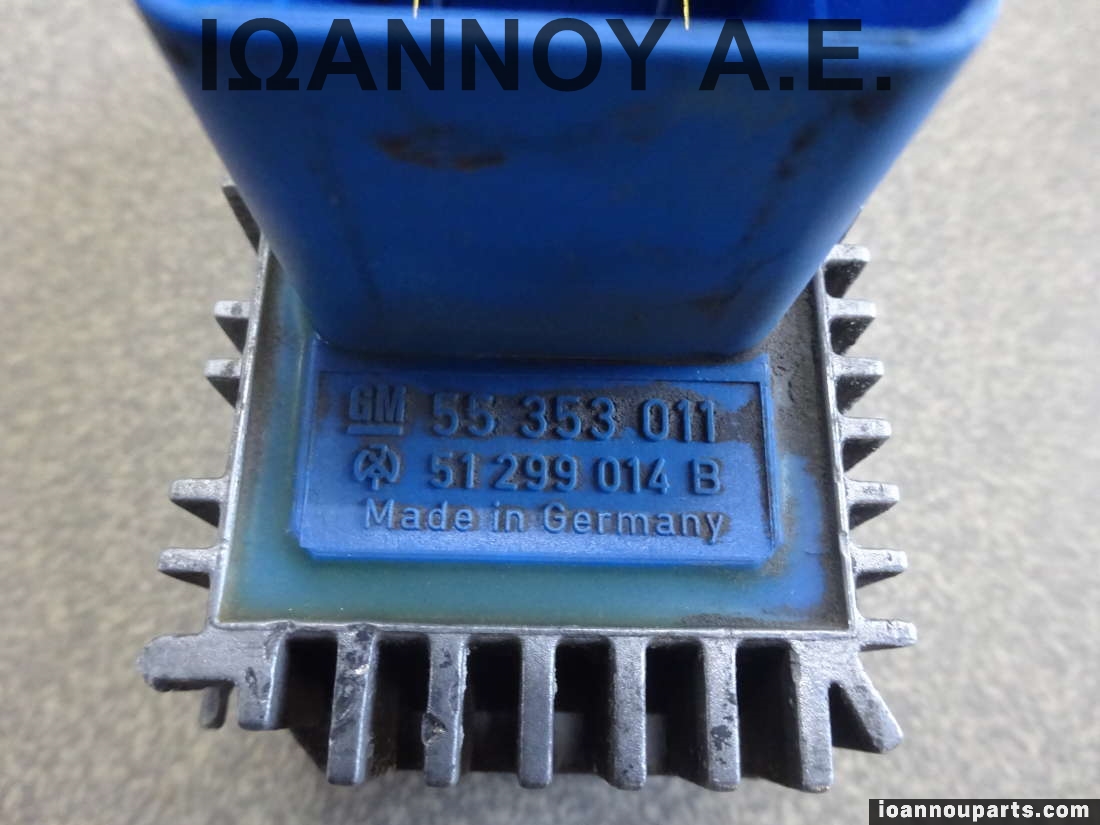 ΙΩΑΝΝΟΥ Α.Ε.
GM 55 353 011
51 299 014 B
Made in Germany
ioannouparts.com